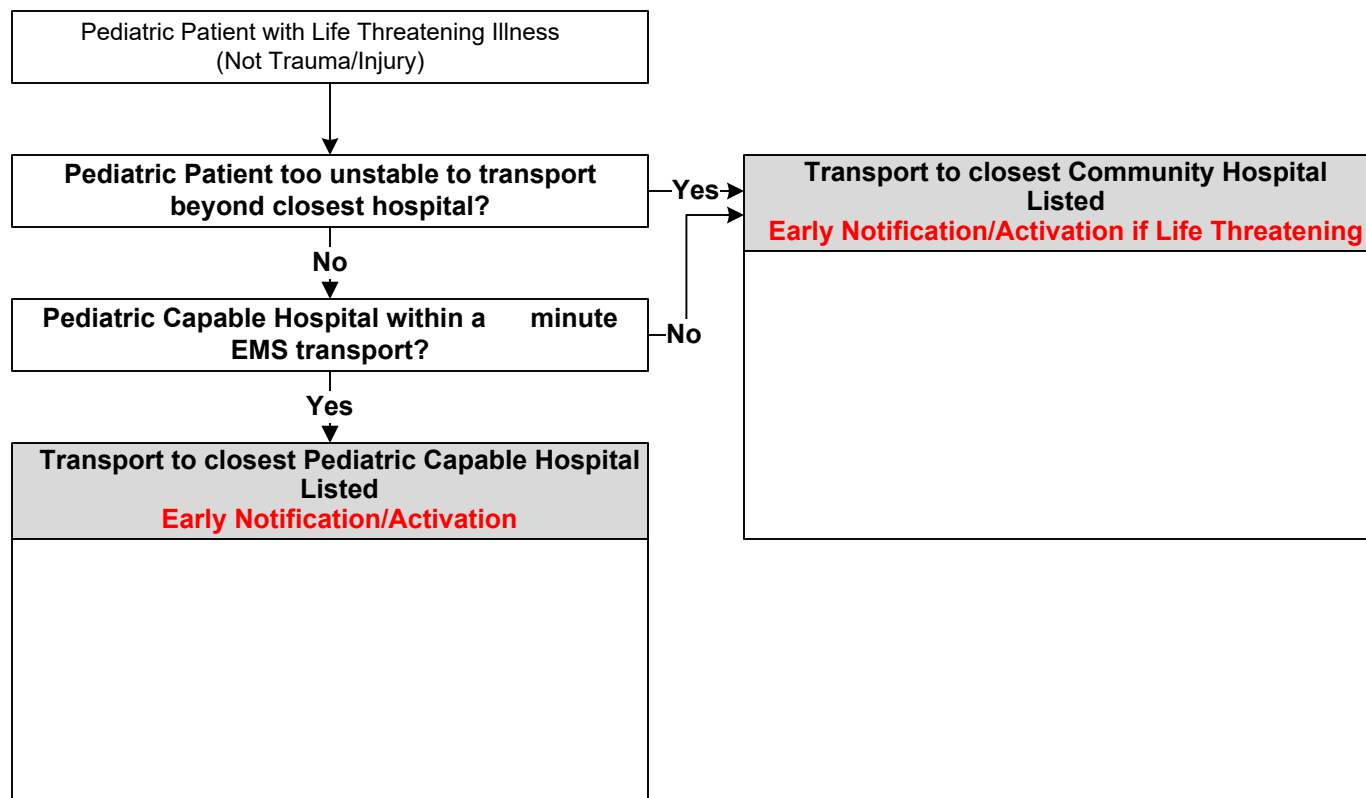 Pediatric Patient with Life Threatening Illness
(Not Trauma/Injury)
Pediatric Patient too unstable to transport
beyond closest hospital?
Yes
Transport to closest Community Hospital
Listed
Early Notification/Activation if Life Threatening
No
Pediatric Capable Hospital within a minute
EMS transport?
No
Yes
Transport to closest Pediatric Capable Hospital
Listed
Early Notification/Activation